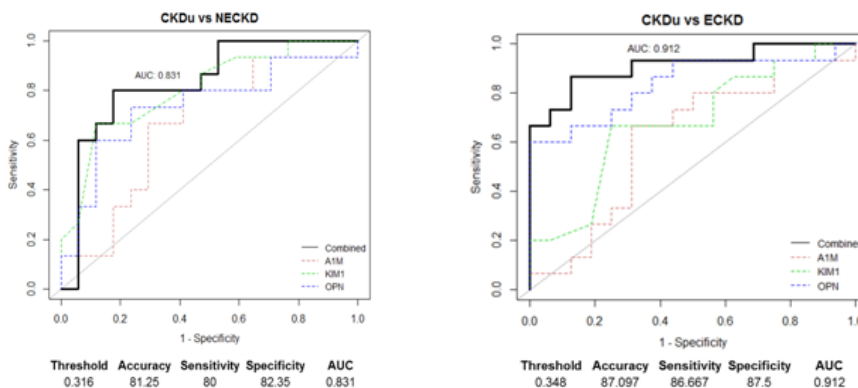 CKDu vs NECKD
AUC: 0.831
Sensitivity
0.0 0.2 0.4 0.6 0.8 1.0
Combined
A1M
KIM1
OPN
0.0 0.2 0.4 0.6 0.8 1.0
1 - Specificity
Threshold Accuracy Sensitivity Specificity AUC
0.316 81.25 80 82.35 0.831
CKDu vs ECKD
AUC: 0.912
Sensitivity
0.0 0.2 0.4 0.6 0.8 1.0
Combine
A1M
KIM1
OPN
0.0 0.2 0.4 0.6 0.8 1.0
1 - Specificity
Threshold Accuracy Sensitivity Specificity AUC
0.348 87.097 86.667 87.5 0.912